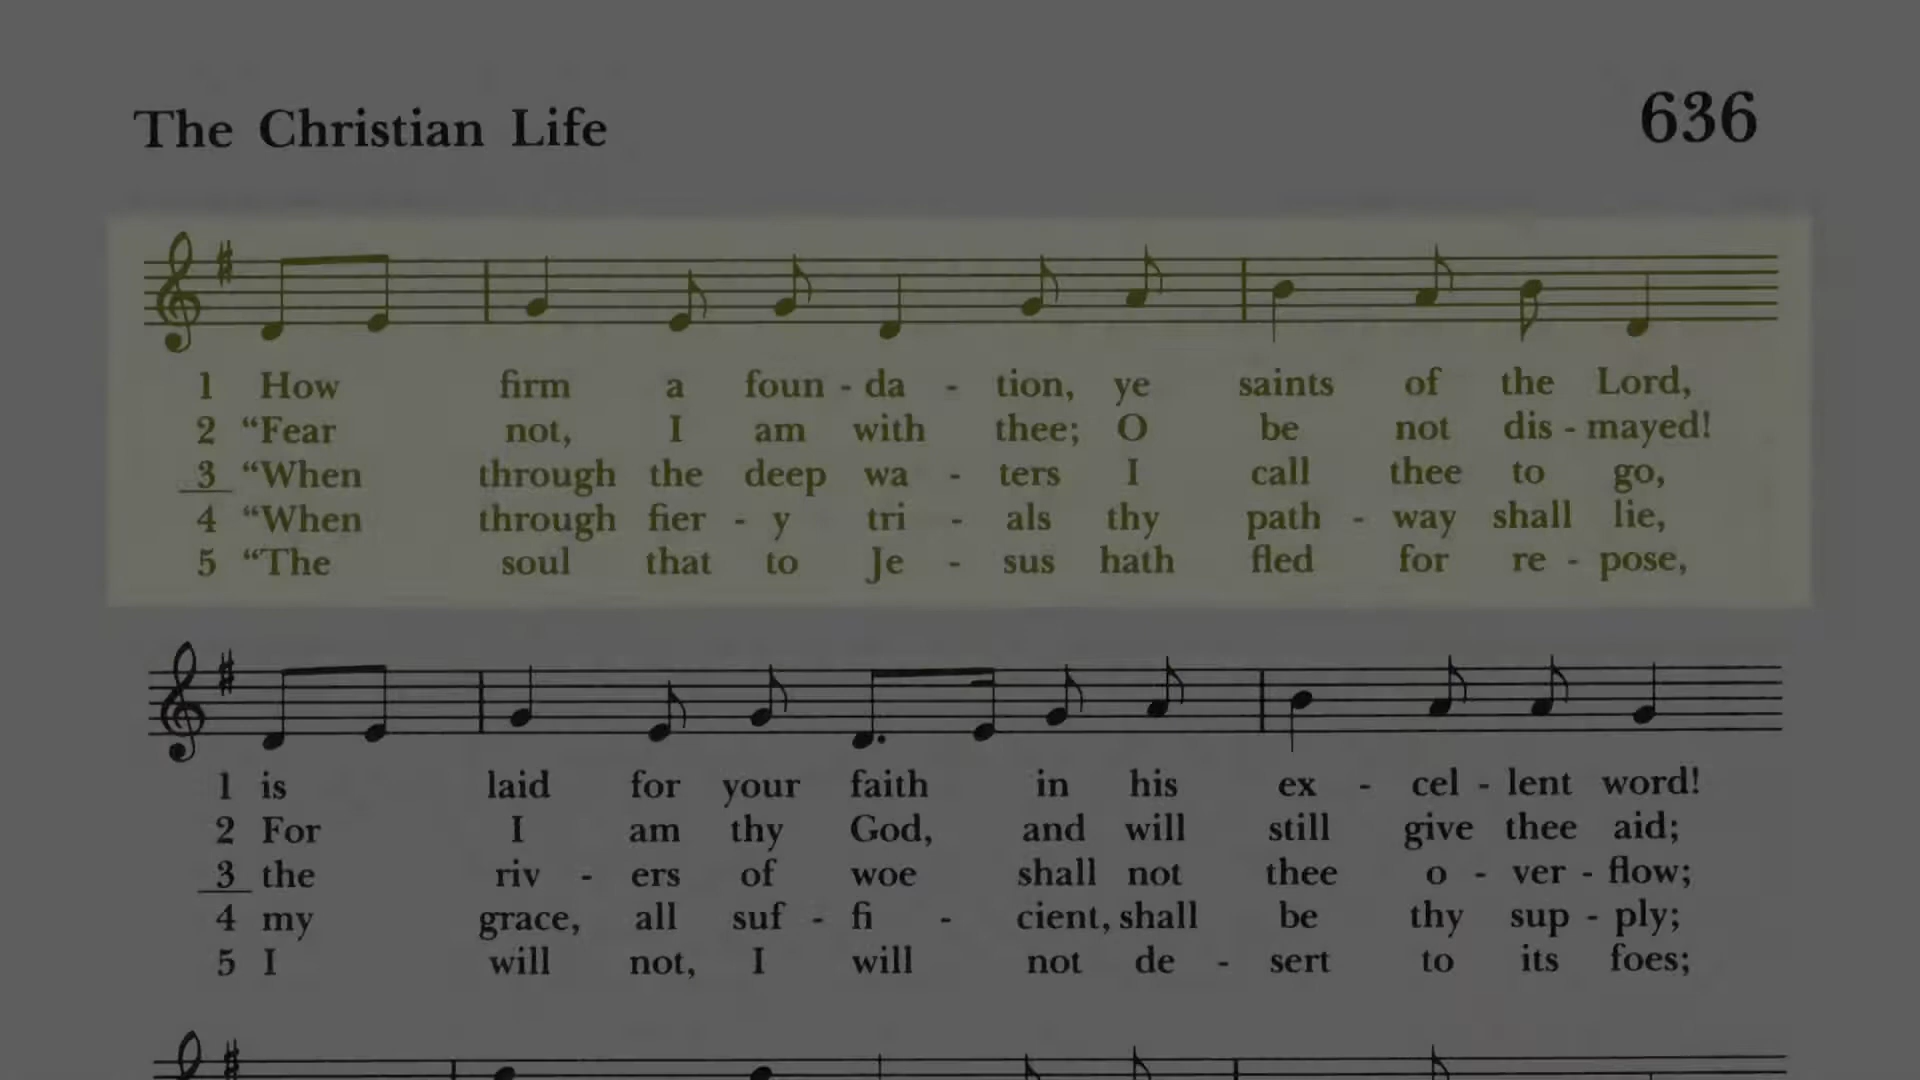 The Christian Life 636
1 How firm a foun - da - tion, ye saints of the Lord,
2 “Fear not, I am with thee; O be not dis - mayed!
3 “When through the deep wa - ters I call thee to go,
4 “When through fier - y tri - als thy path - way shall lie,
5 “The soul that to Je - sus hath fled for re - pose,
1 is laid for your faith in his ex - cel - lent word!
2 For I am thy God, and will still give thee aid;
3 the riv - ers of woe shall not thee o - ver - flow;
4 my grace, all suf - fi - cient, shall be thy sup - ply;
5 I will not, I will not de - sert to its foes;